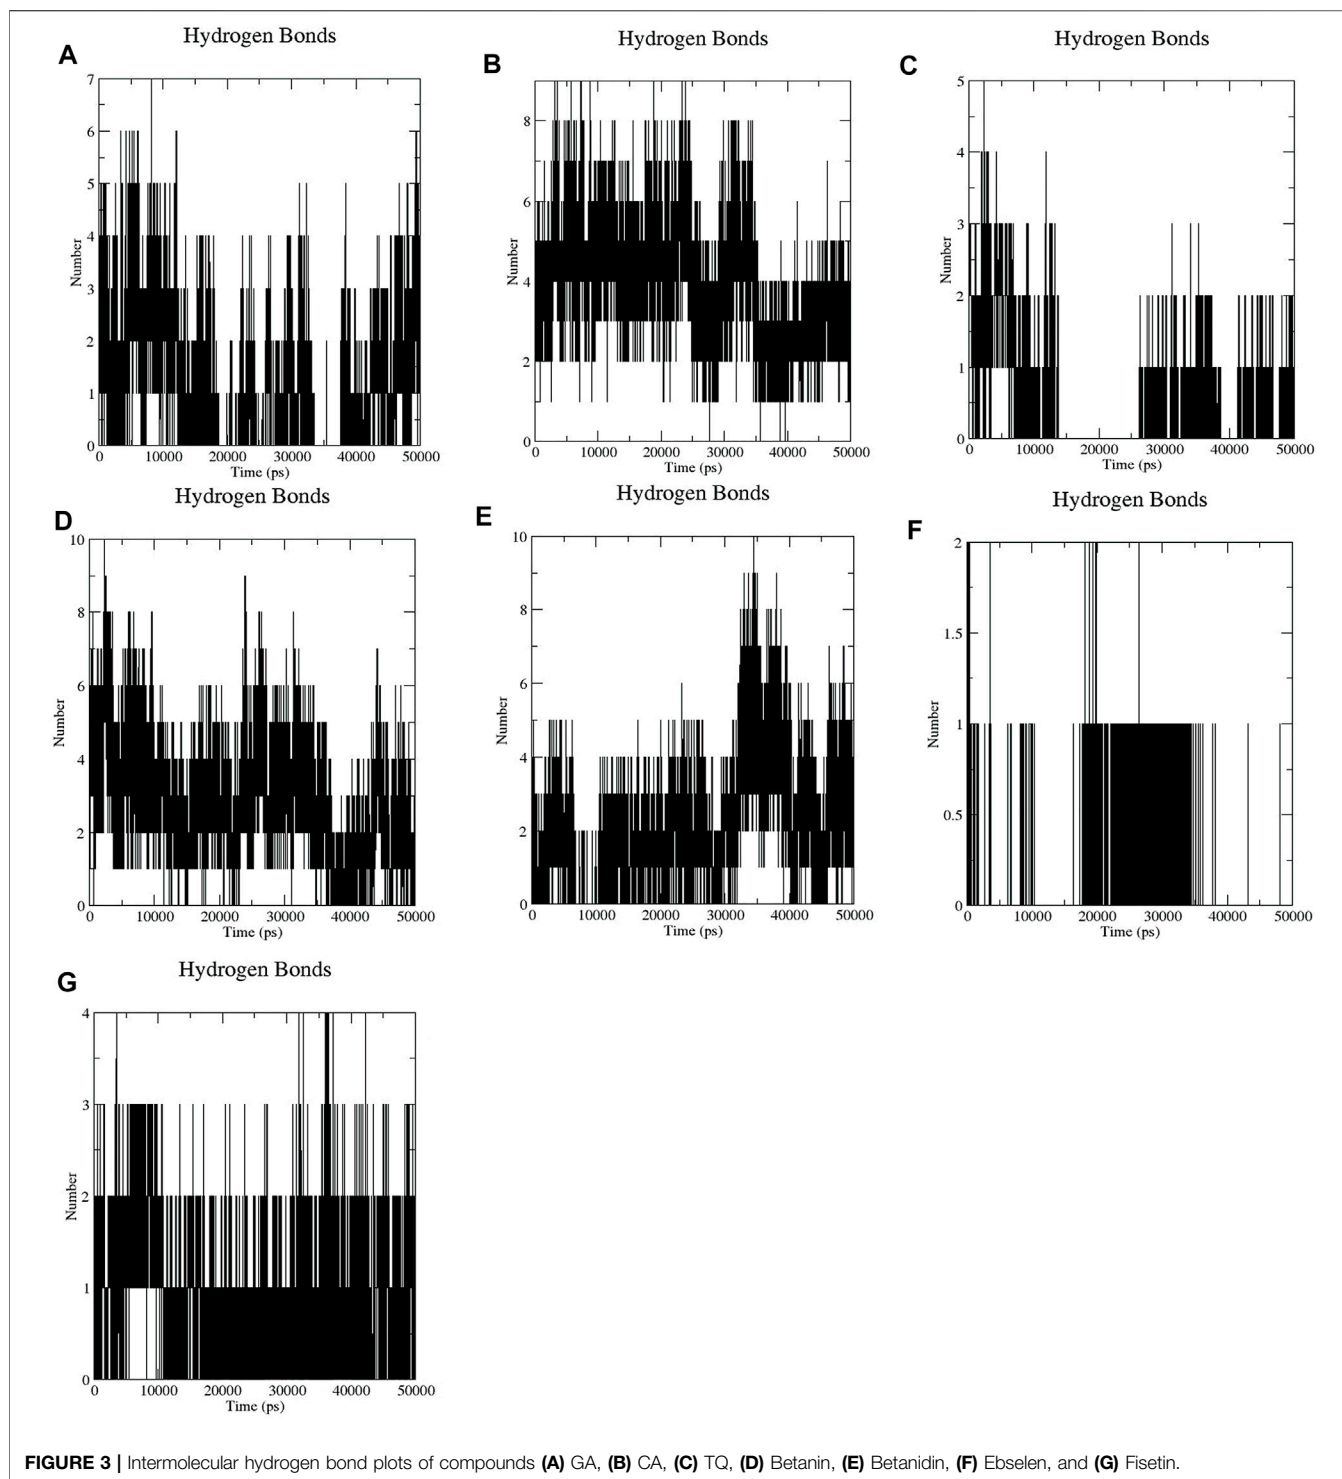 Hydrogen Bonds
A
7
6
5
4
3
2
1
0
Number
0 10000 20000 30000 40000 50000
Time (ps)
Hydrogen Bonds
B
8
6
4
2
0
Number
0 10000 20000 30000 40000 50000
Time (ps)
Hydrogen Bonds
C
5
4
3
2
1
0
Number
0 10000 20000 30000 40000 50000
Time (ps)
Hydrogen Bonds
D
10
8
6
4
2
0
Number
0 10000 20000 30000 40000 50000
Time (ps)
Hydrogen Bonds
E
10
8
6
4
2
0
Number
0 10000 20000 30000 40000 50000
Time (ps)
Hydrogen Bonds
F
2
1.5
1
0.5
0
Number
0 10000 20000 30000 40000 50000
Time (ps)
Hydrogen Bonds
G
4
3
2
1
0
Number
0 10000 20000 30000 40000 50000
Time (ps)
FIGURE 3 | Intermolecular hydrogen bond plots of compounds (A) GA, (B) CA, (C) TQ, (D) Betanin, (E) Betanidin, (F) Ebselen, and (G) Fisetin.